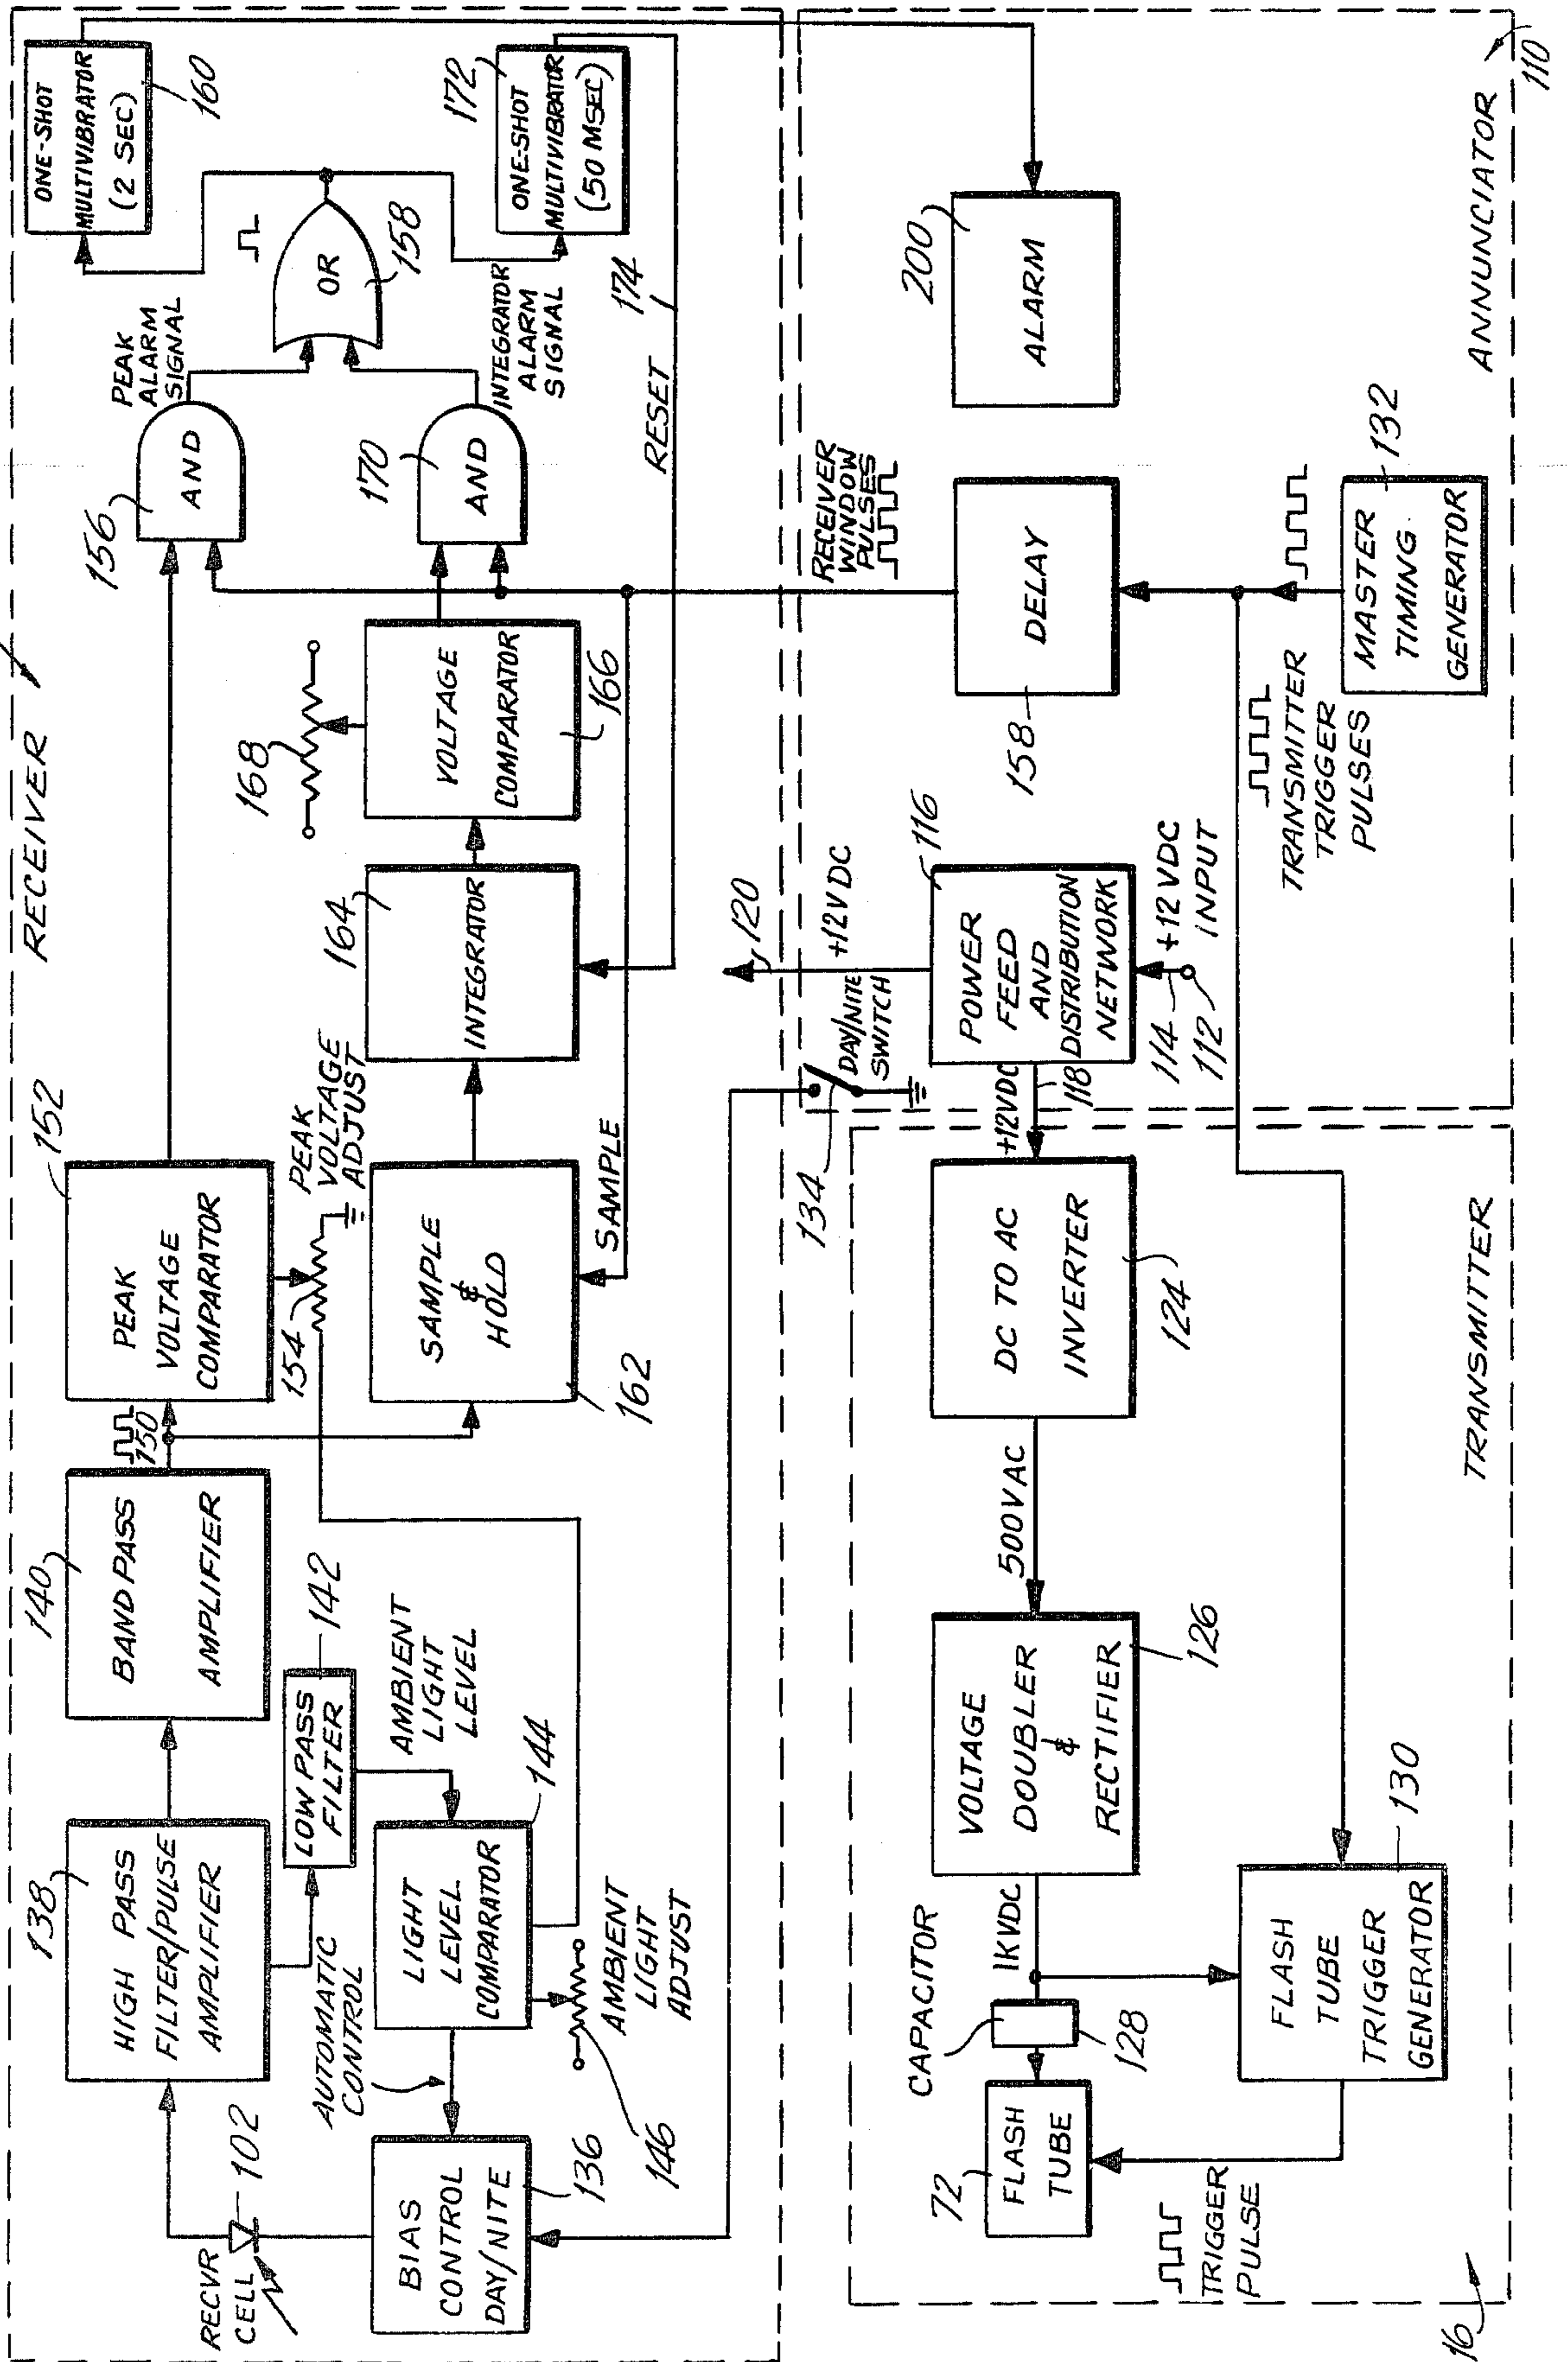 RECEIVER
RECVR
CELL
102
138
HIGH PASS
FILTER/PULSE
AMPLIFIER
140
BAND PASS
AMPLIFIER
150
152
PEAK
VOLTAGE
COMPARATOR
154
PEAK
VOLTAGE
ADJUST
142
LOW PASS
FILTER
AMBIENT
LIGHT
LEVEL
144
LIGHT
LEVEL
COMPARATOR
AUTOMATIC
CONTROL
AMBIENT
LIGHT
ADJUST
146
BIAS
CONTROL
DAY/NITE
136
SAMPLE
&
HOLD
162
SAMPLE
164
INTEGRATOR
168
VOLTAGE
COMPARATOR
166
156
AND
PEAK
ALARM
SIGNAL
170
AND
INTEGRATOR
ALARM
SIGNAL
OR
158
ONE-SHOT
MULTIVIBRATOR
(2 SEC)
160
172
ONE-SHOT
MULTIVIBRATOR
(50 MSEC)
RESET
174
134
DAY/NITE
SWITCH
120
+12V DC
116
POWER
FEED
AND
DISTRIBUTION
NETWORK
+12VDC
118
114
112
+12 VDC
INPUT
RECEIVER
WINDOW
PULSES
DELAY
158
200
ALARM
TRANSMITTER
TRIGGER
PULSES
MASTER
TIMING
GENERATOR
132
ANNUNCIATOR
110
DC TO AC
INVERTER
124
500VAC
VOLTAGE
DOUBLER
&
RECTIFIER
126
1KVDC
CAPACITOR
128
72
FLASH
TUBE
FLASH
TUBE
TRIGGER
GENERATOR
130
TRIGGER
PULSE
TRANSMITTER
16